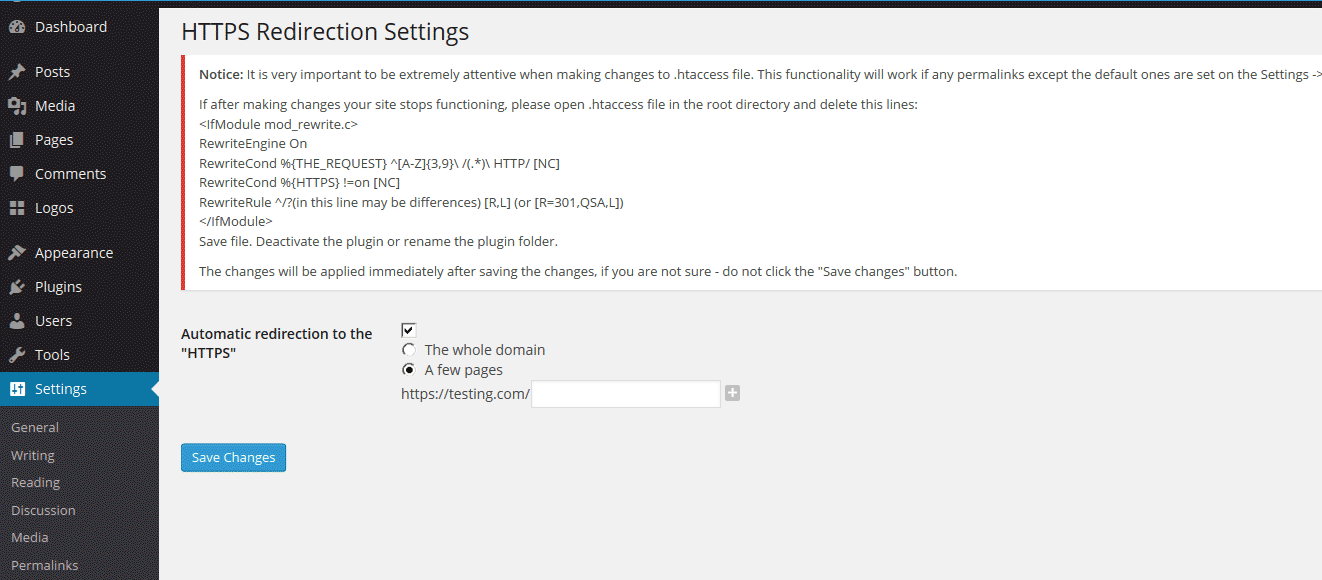 Dashboard
Posts
Media
Pages
Comments
Logos
Appearance
Plugins
Users
Tools
Settings
General
Writing
Reading
Discussion
Media
Permalinks
HTTPS Redirection Settings
Notice: It is very important to be extremely attentive when making changes to .htaccess file. This functionality will work if any permalinks except the default ones are set on the Settings ->
If after making changes your site stops functioning, please open .htaccess file in the root directory and delete this lines:
<IfModule mod_rewrite.c>
RewriteEngine On
RewriteCond %{THE_REQUEST} ^[A-Z]{3,9}\ /(.*)\ HTTP/ [NC]
RewriteCond %{HTTPS} !=on [NC]
RewriteRule ^/?(in this line may be differences) [R,L] (or [R=301,QSA,L])
</IfModule>
Save file. Deactivate the plugin or rename the plugin folder.
The changes will be applied immediately after saving the changes, if you are not sure - do not click the "Save changes" button.
Automatic redirection to the
"HTTPS"
The whole domain
A few pages
https://testing.com/
Save Changes